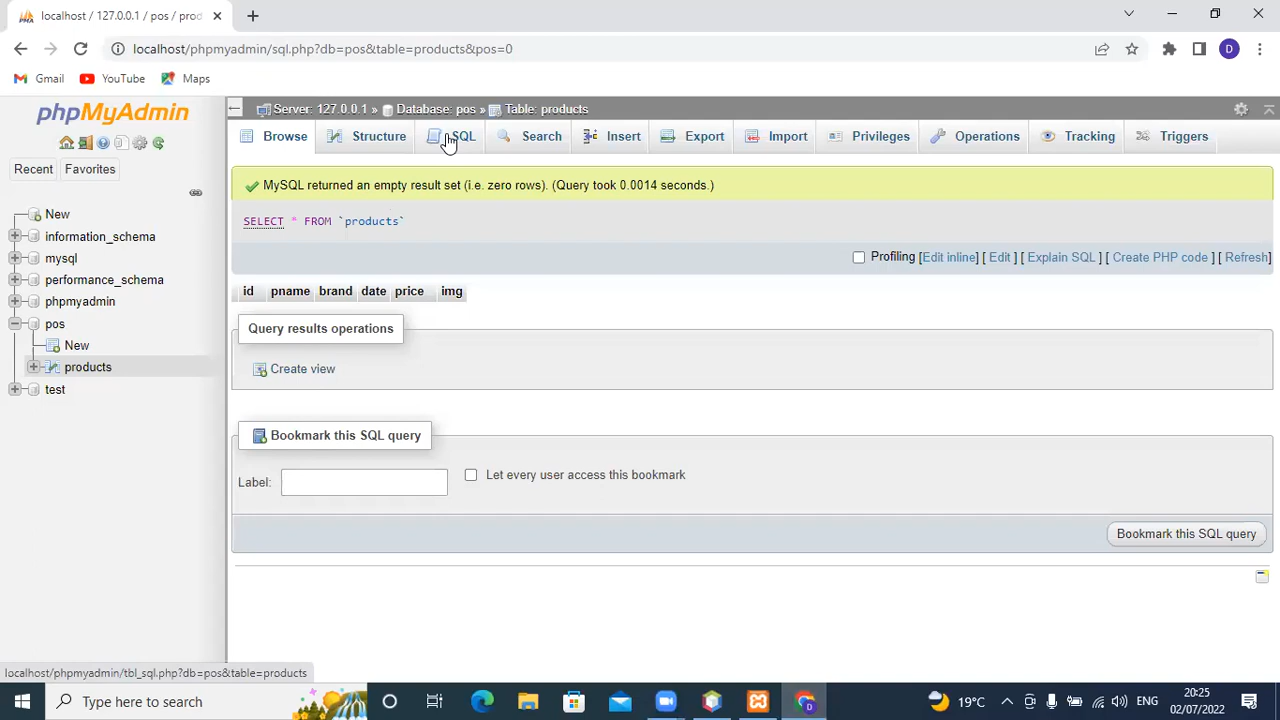 localhost / 127.0.0.1 / pos / prod
localhost/phpmyadmin/sql.php?db=pos&table=products&pos=0
D
Gmail YouTube Maps
phpMyAdmin
Server: 127.0.0.1 » Database: pos » Table: products
Browse Structure SQL Search Insert Export Import Privileges Operations Tracking Triggers
Recent Favorites
New
information_schema
mysql
performance_schema
phpmyadmin
pos
New
products
test
MySQL returned an empty result set (i.e. zero rows). (Query took 0.0014 seconds.)
SELECT * FROM `products`
Profiling [Edit inline] [ Edit ] [ Explain SQL ] [ Create PHP code ] [ Refresh]
id pname brand date price img
Query results operations
Create view
Bookmark this SQL query
Label: Let every user access this bookmark
Bookmark this SQL query
localhost/phpmyadmin/tbl_sql.php?db=pos&table=products
Type here to search
19°C
ENG
20:25
02/07/2022